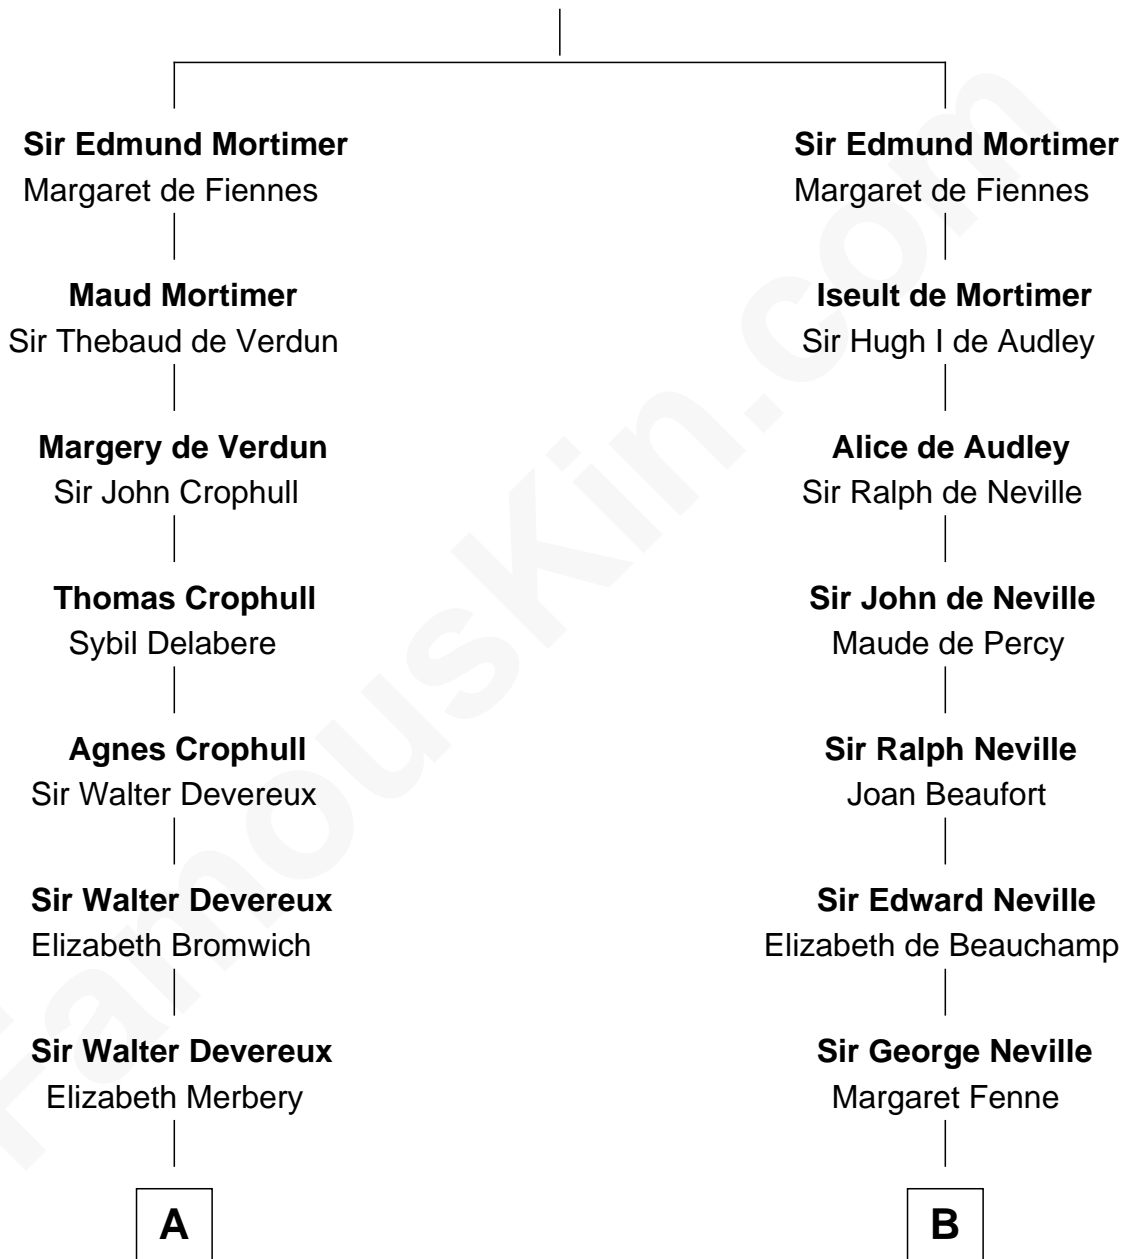 Sir Edmund Mortimer
Margaret de Fiennes
Maud Mortimer
Sir Thebaud de Verdun
Margery de Verdun
Sir John Crophull
Thomas Crophull
Sybil Delabere
Agnes Crophull
Sir Walter Devereux
Sir Walter Devereux
Elizabeth Bromwich
Sir Walter Devereux
Elizabeth Merbery
A
Sir Edmund Mortimer
Margaret de Fiennes
Iseult de Mortimer
Sir Hugh I de Audley
Alice de Audley
Sir Ralph de Neville
Sir John de Neville
Maude de Percy
Sir Ralph Neville
Joan Beaufort
Sir Edward Neville
Elizabeth de Beauchamp
Sir George Neville
Margaret Fenne
B
FamousKin.com